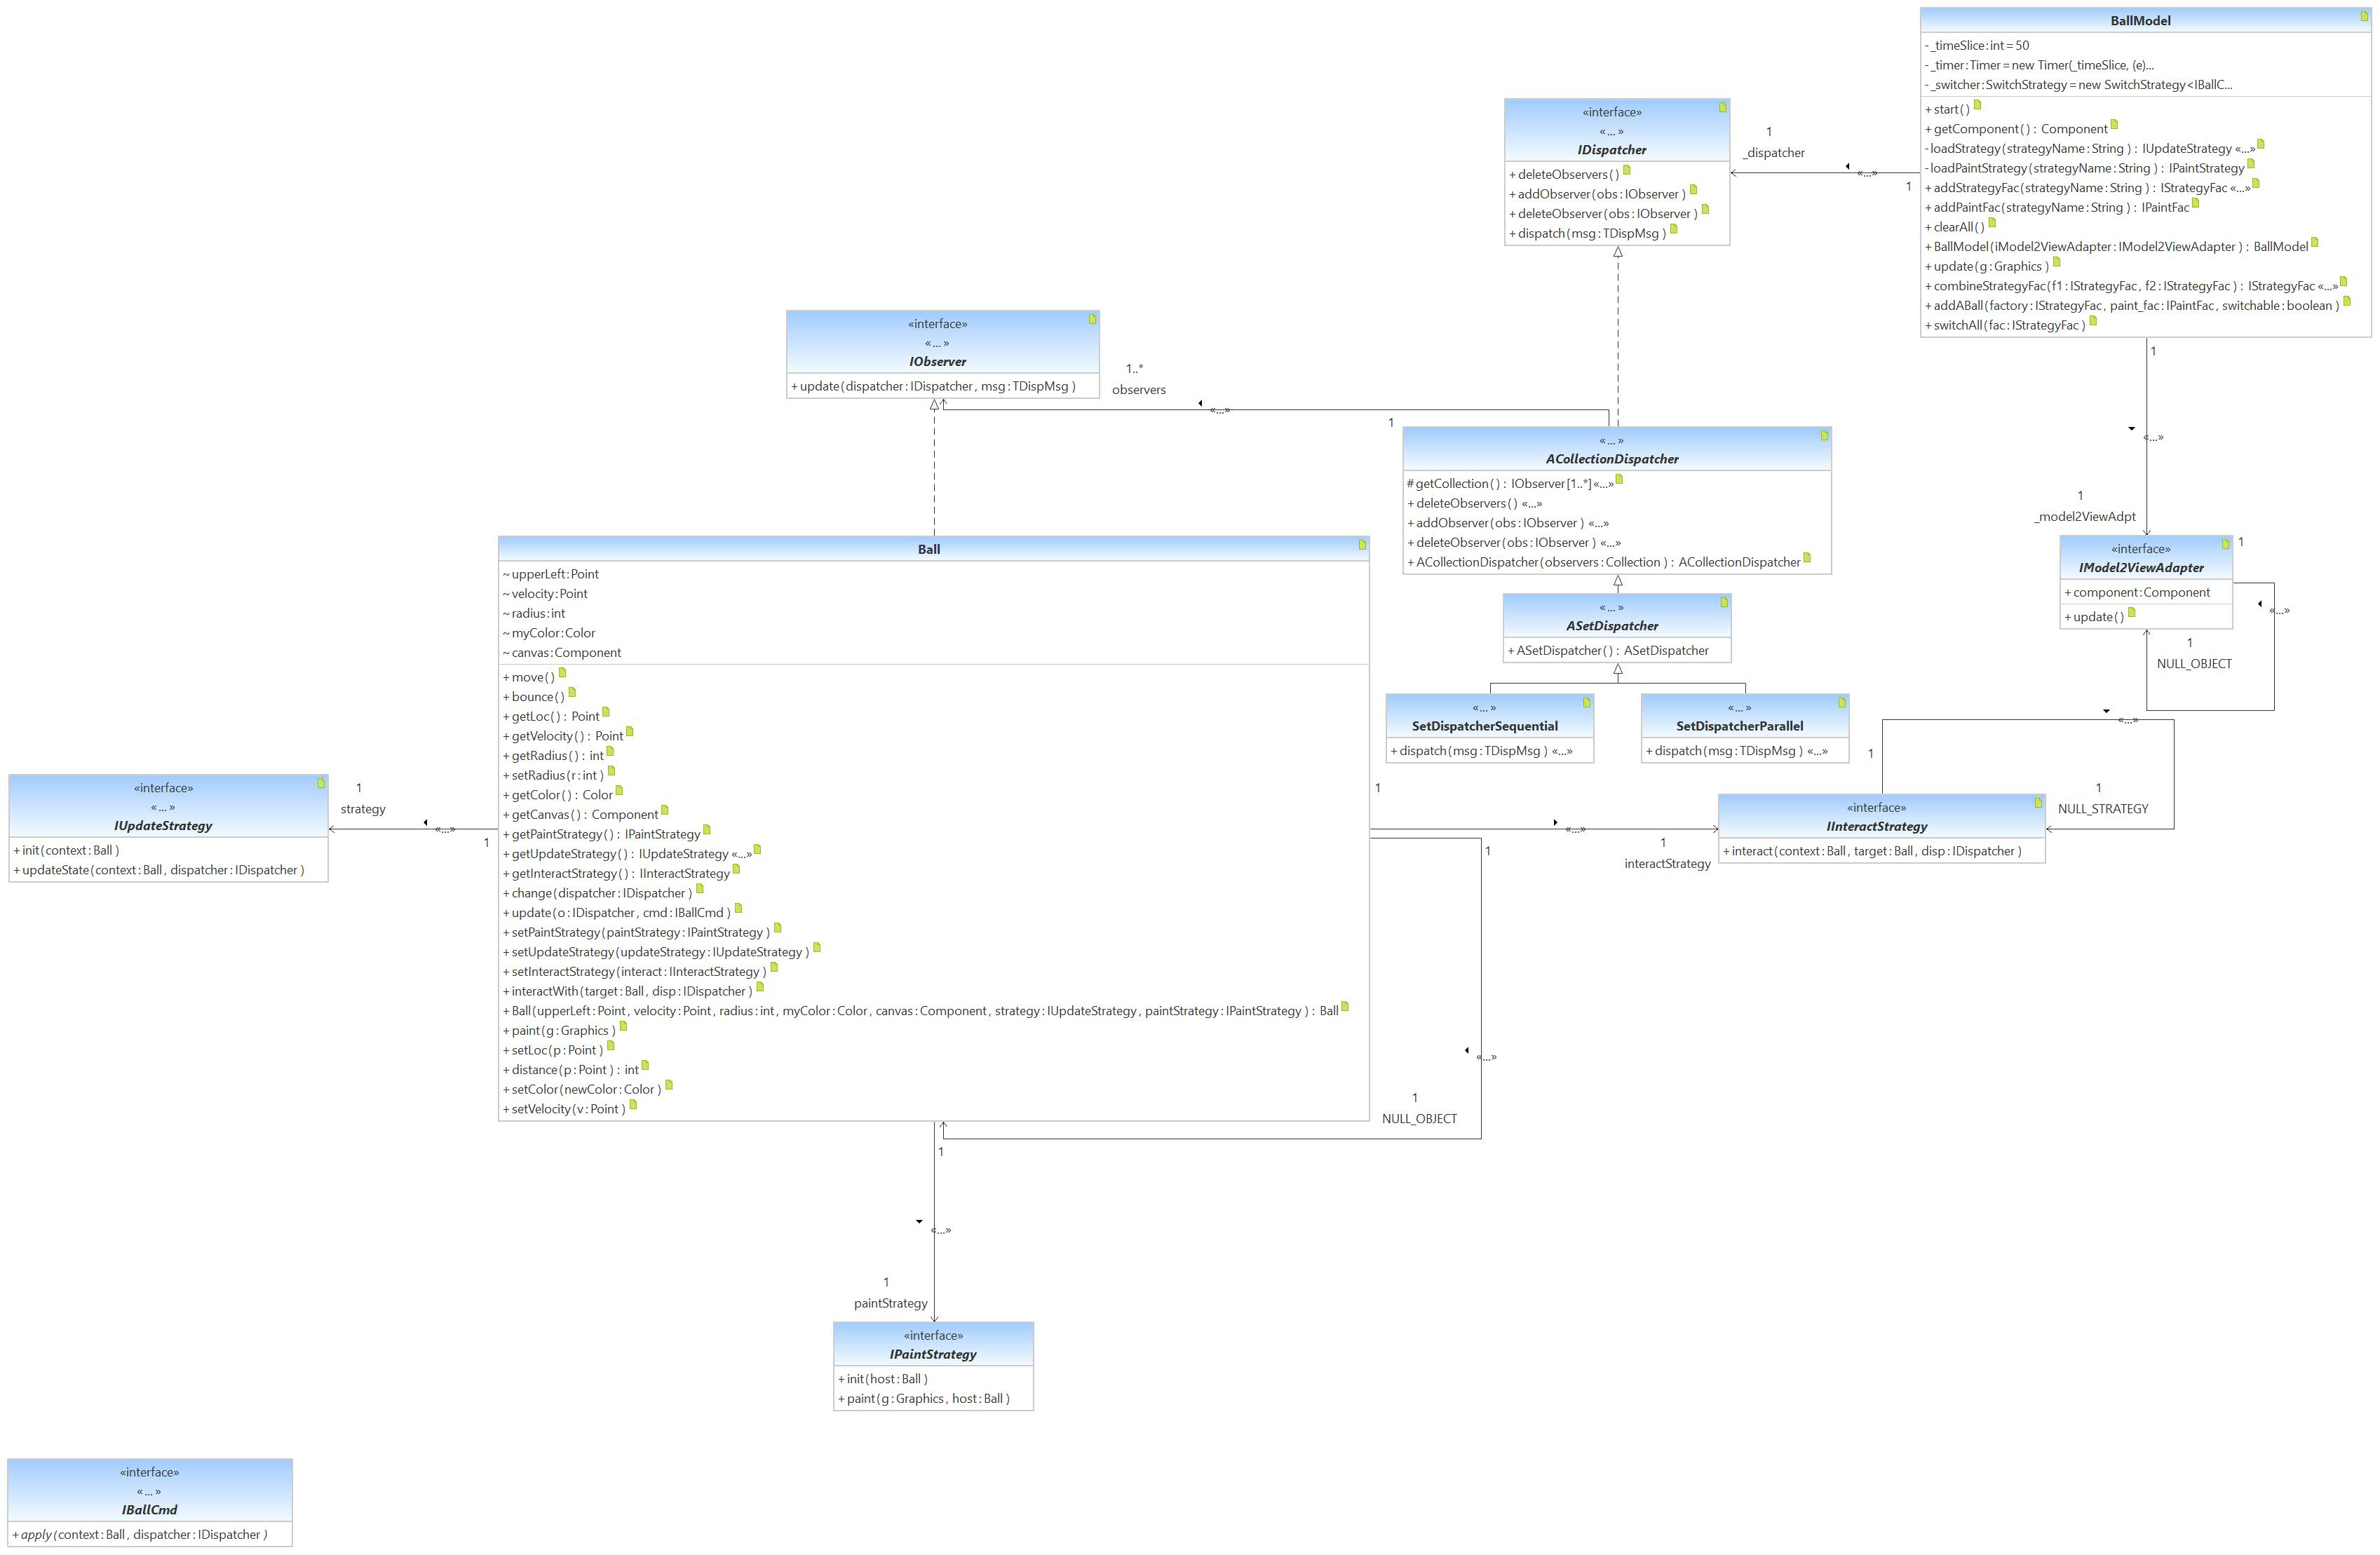 BallModel
- _timeSlice:int = 50
- _timer:Timer = new Timer(_timeSlice, (e)...
- _switcher:SwitchStrategy = new SwitchStrategy<IBallC...
+ start()
+ getComponent() : Component
- loadStrategy(strategyName:String) : IUpdateStrategy «...»
- loadPaintStrategy(strategyName:String) : IPaintStrategy
+ addStrategyFac(strategyName:String) : IStrategyFac «...»
+ addPaintFac(strategyName:String) : IPaintFac
+ clearAll()
+ BallModel(iModel2ViewAdapter:IModel2ViewAdapter) : BallModel
+ update(g:Graphics)
+ combineStrategyFac(f1:IStrategyFac, f2:IStrategyFac) : IStrategyFac «...»
+ addABall(factory:IStrategyFac, paint_fac:IPaintFac, switchable:boolean)
+ switchAll(fac:IStrategyFac)
«interface»
«...»
IDispatcher
+ deleteObservers()
+ addObserver(obs:IObserver)
+ deleteObserver(obs:IObserver)
+ dispatch(msg:TDispMsg)
1
_dispatcher
«...»
1
«interface»
«...»
IObserver
+ update(dispatcher:IDispatcher, msg:TDispMsg)
1..*
observers
«...»
1
1
«...»
1
_model2ViewAdpt
«...»
ACollectionDispatcher
# getCollection() : IObserver[1..*] «...»
+ deleteObservers() «...»
+ addObserver(obs:IObserver) «...»
+ deleteObserver(obs:IObserver) «...»
+ ACollectionDispatcher(observers:Collection) : ACollectionDispatcher
«...»
ASetDispatcher
+ ASetDispatcher() : ASetDispatcher
«...»
SetDispatcherSequential
+ dispatch(msg:TDispMsg) «...»
«...»
SetDispatcherParallel
+ dispatch(msg:TDispMsg) «...»
«interface»
IModel2ViewAdapter
+ component:Component
+ update()
1
«...»
1
NULL_OBJECT
Ball
~ upperLeft:Point
~ velocity:Point
~ radius:int
~ myColor:Color
~ canvas:Component
+ move()
+ bounce()
+ getLoc() : Point
+ getVelocity() : Point
+ getRadius() : int
+ setRadius(r:int)
+ getColor() : Color
+ getCanvas() : Component
+ getPaintStrategy() : IPaintStrategy
+ getUpdateStrategy() : IUpdateStrategy «...»
+ getInteractStrategy() : IInteractStrategy
+ change(dispatcher:IDispatcher)
+ update(o:IDispatcher, cmd:IBallCmd)
+ setPaintStrategy(paintStrategy:IPaintStrategy)
+ setUpdateStrategy(updateStrategy:IUpdateStrategy)
+ setInteractStrategy(interact:IInteractStrategy)
+ interactWith(target:Ball, disp:IDispatcher)
+ Ball(upperLeft:Point, velocity:Point, radius:int, myColor:Color, canvas:Component, strategy:IUpdateStrategy, paintStrategy:IPaintStrategy) : Ball
+ paint(g:Graphics)
+ setLoc(p:Point)
+ distance(p:Point) : int
+ setColor(newColor:Color)
+ setVelocity(v:Point)
«interface»
«...»
IUpdateStrategy
+ init(context:Ball)
+ updateState(context:Ball, dispatcher:IDispatcher)
1
strategy
«...»
1
1
«...»
1
interactStrategy
«interface»
IInteractStrategy
+ interact(context:Ball, target:Ball, disp:IDispatcher)
1
«...»
1
NULL_STRATEGY
1
«...»
1
NULL_OBJECT
1
«...»
1
paintStrategy
«interface»
IPaintStrategy
+ init(host:Ball)
+ paint(g:Graphics, host:Ball)
«interface»
«...»
IBallCmd
+ apply(context:Ball, dispatcher:IDispatcher)